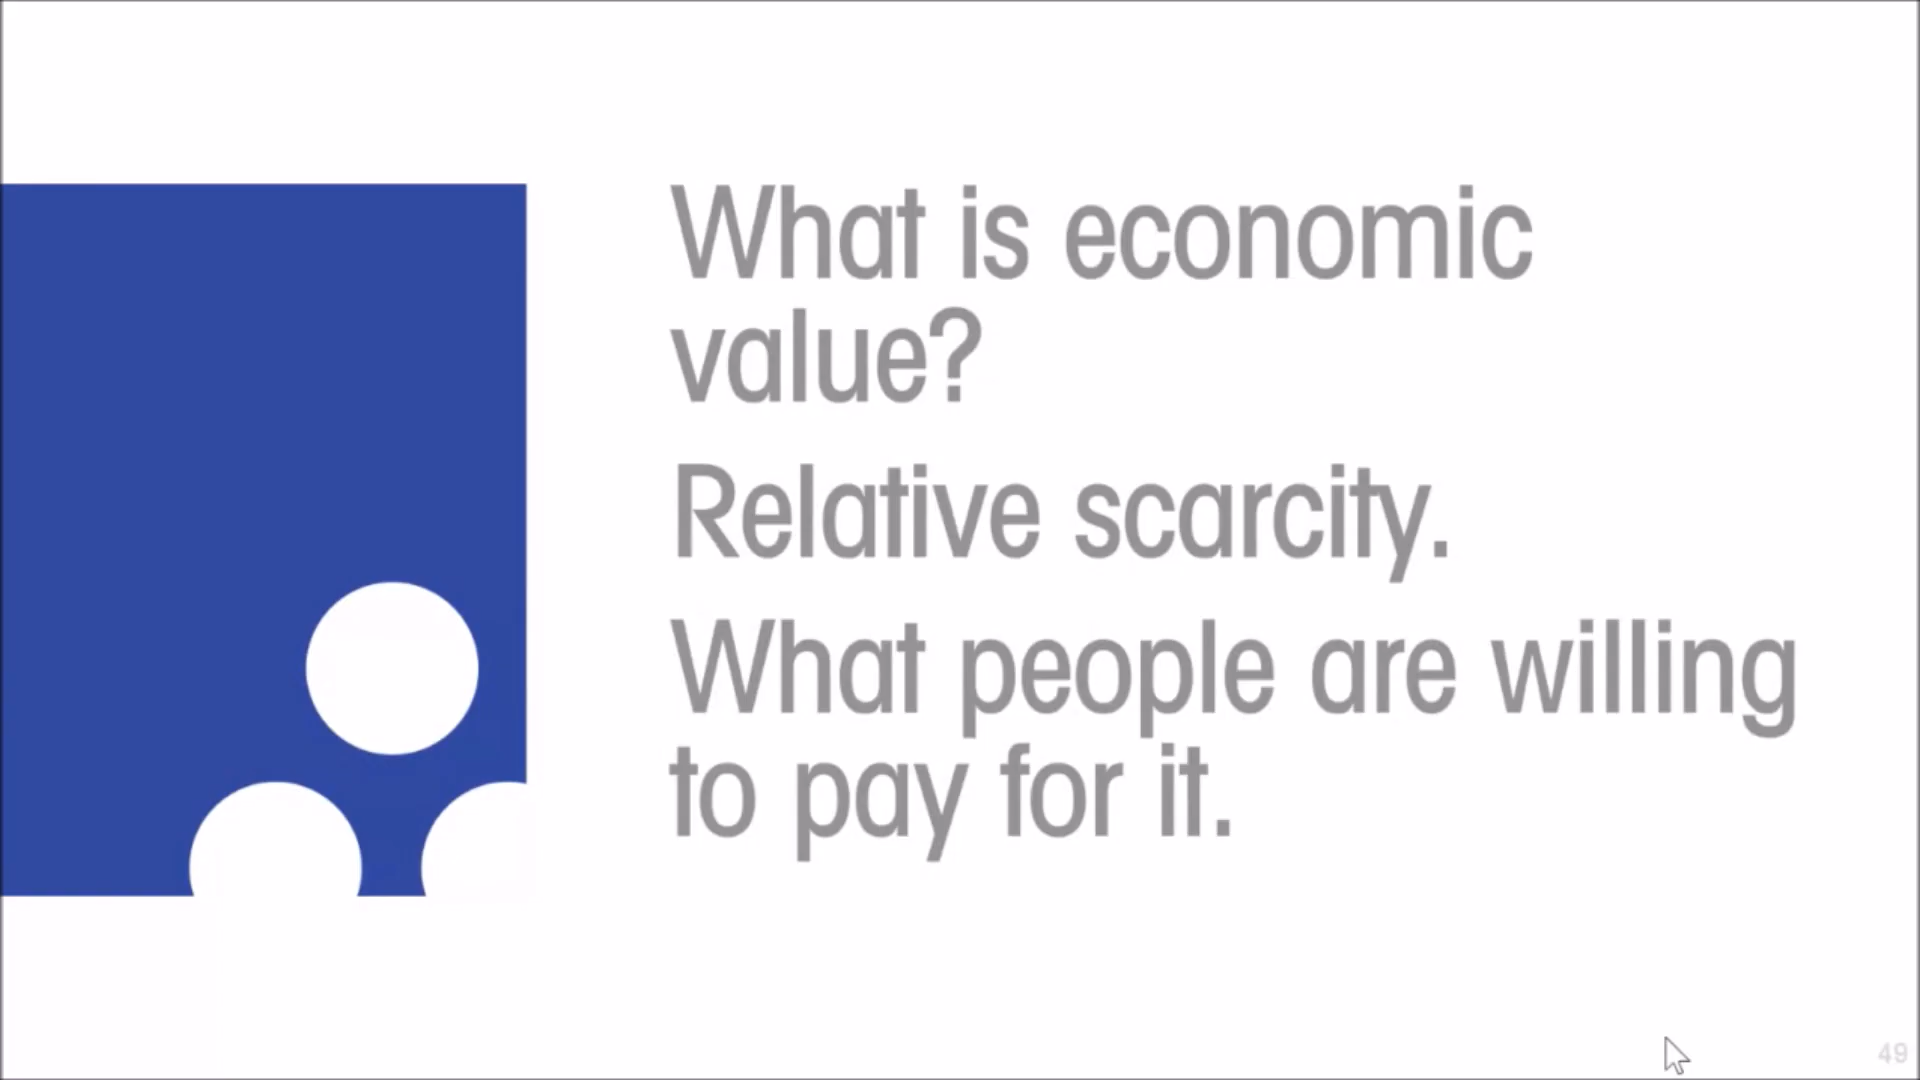 What is economic
value?
Relative scarcity.
What people are willing
to pay for it.
49